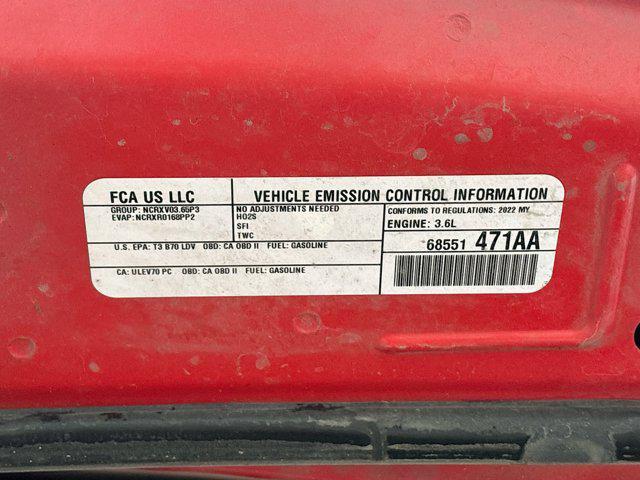 FCA US LLC
VEHICLE EMISSION CONTROL INFORMATION
GROUP: NCRXV03.65P3
EVAP: NCRXR0168PP2
NO ADJUSTMENTS NEEDED
HO2S
SFI
TWC
CONFORMS TO REGULATIONS: 2022 MY
ENGINE: 3.6L
U.S. EPA: T3 B70 LDV OBD: CA OBD II FUEL: GASOLINE
68551 471AA
CA: ULEV70 PC OBD: CA OBD II FUEL: GASOLINE